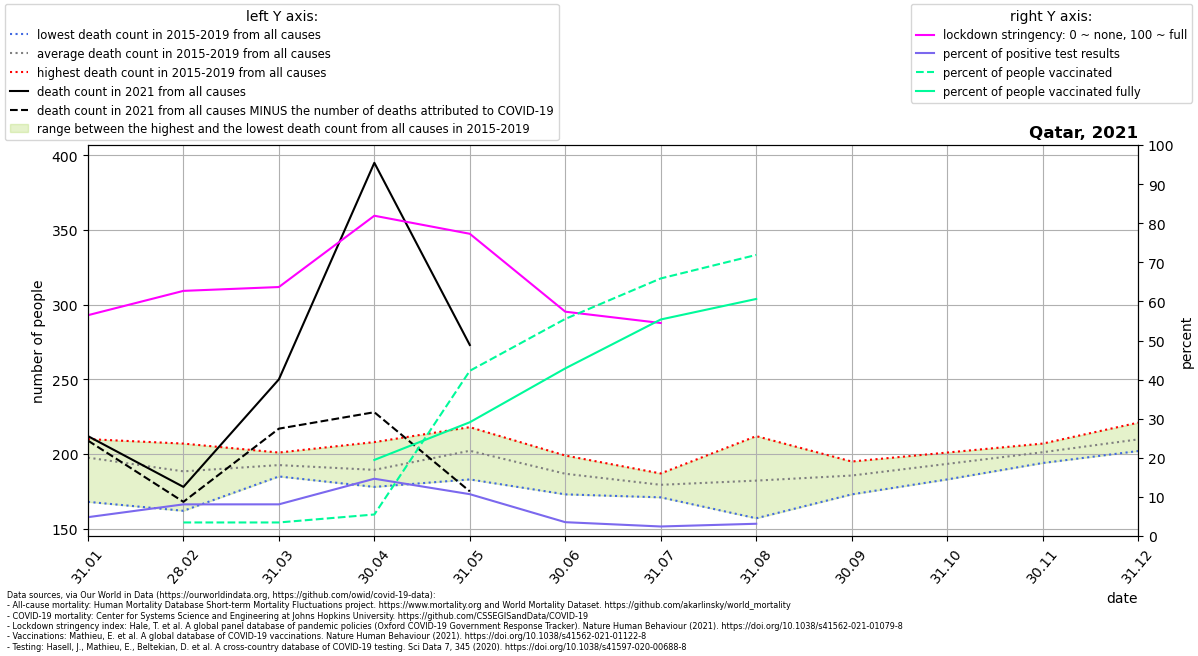 left Y axis:
lowest death count in 2015-2019 from all causes
average death count in 2015-2019 from all causes
highest death count in 2015-2019 from all causes
death count in 2021 from all causes
death count in 2021 from all causes MINUS the number of deaths attributed to COVID-19
range between the highest and the lowest death count from all causes in 2015-2019
right Y axis:
lockdown stringency: 0 ~ none, 100 ~ full
percent of positive test results
percent of people vaccinated
percent of people vaccinated fully
Qatar, 2021
400
350
300
250
200
150
number of people
100
90
80
70
60
50
40
30
20
10
0
percent
31.01
28.02
31.03
30.04
31.05
30.06
31.07
31.08
30.09
31.10
30.11
31.12
date
Data sources, via Our World in Data (https://ourworldindata.org, https://github.com/owid/covid-19-data):
- All-cause mortality: Human Mortality Database Short-term Mortality Fluctuations project. https://www.mortality.org and World Mortality Dataset. https://github.com/akarlinsky/world_mortality
- COVID-19 mortality: Center for Systems Science and Engineering at Johns Hopkins University. https://github.com/CSSEGISandData/COVID-19
- Lockdown stringency index: Hale, T. et al. A global panel database of pandemic policies (Oxford COVID-19 Government Response Tracker). Nature Human Behaviour (2021). https://doi.org/10.1038/s41562-021-01079-8
- Vaccinations: Mathieu, E. et al. A global database of COVID-19 vaccinations. Nature Human Behaviour (2021). https://doi.org/10.1038/s41562-021-01122-8
- Testing: Hasell, J., Mathieu, E., Beltekian, D. et al. A cross-country database of COVID-19 testing. Sci Data 7, 345 (2020). https://doi.org/10.1038/s41597-020-00688-8